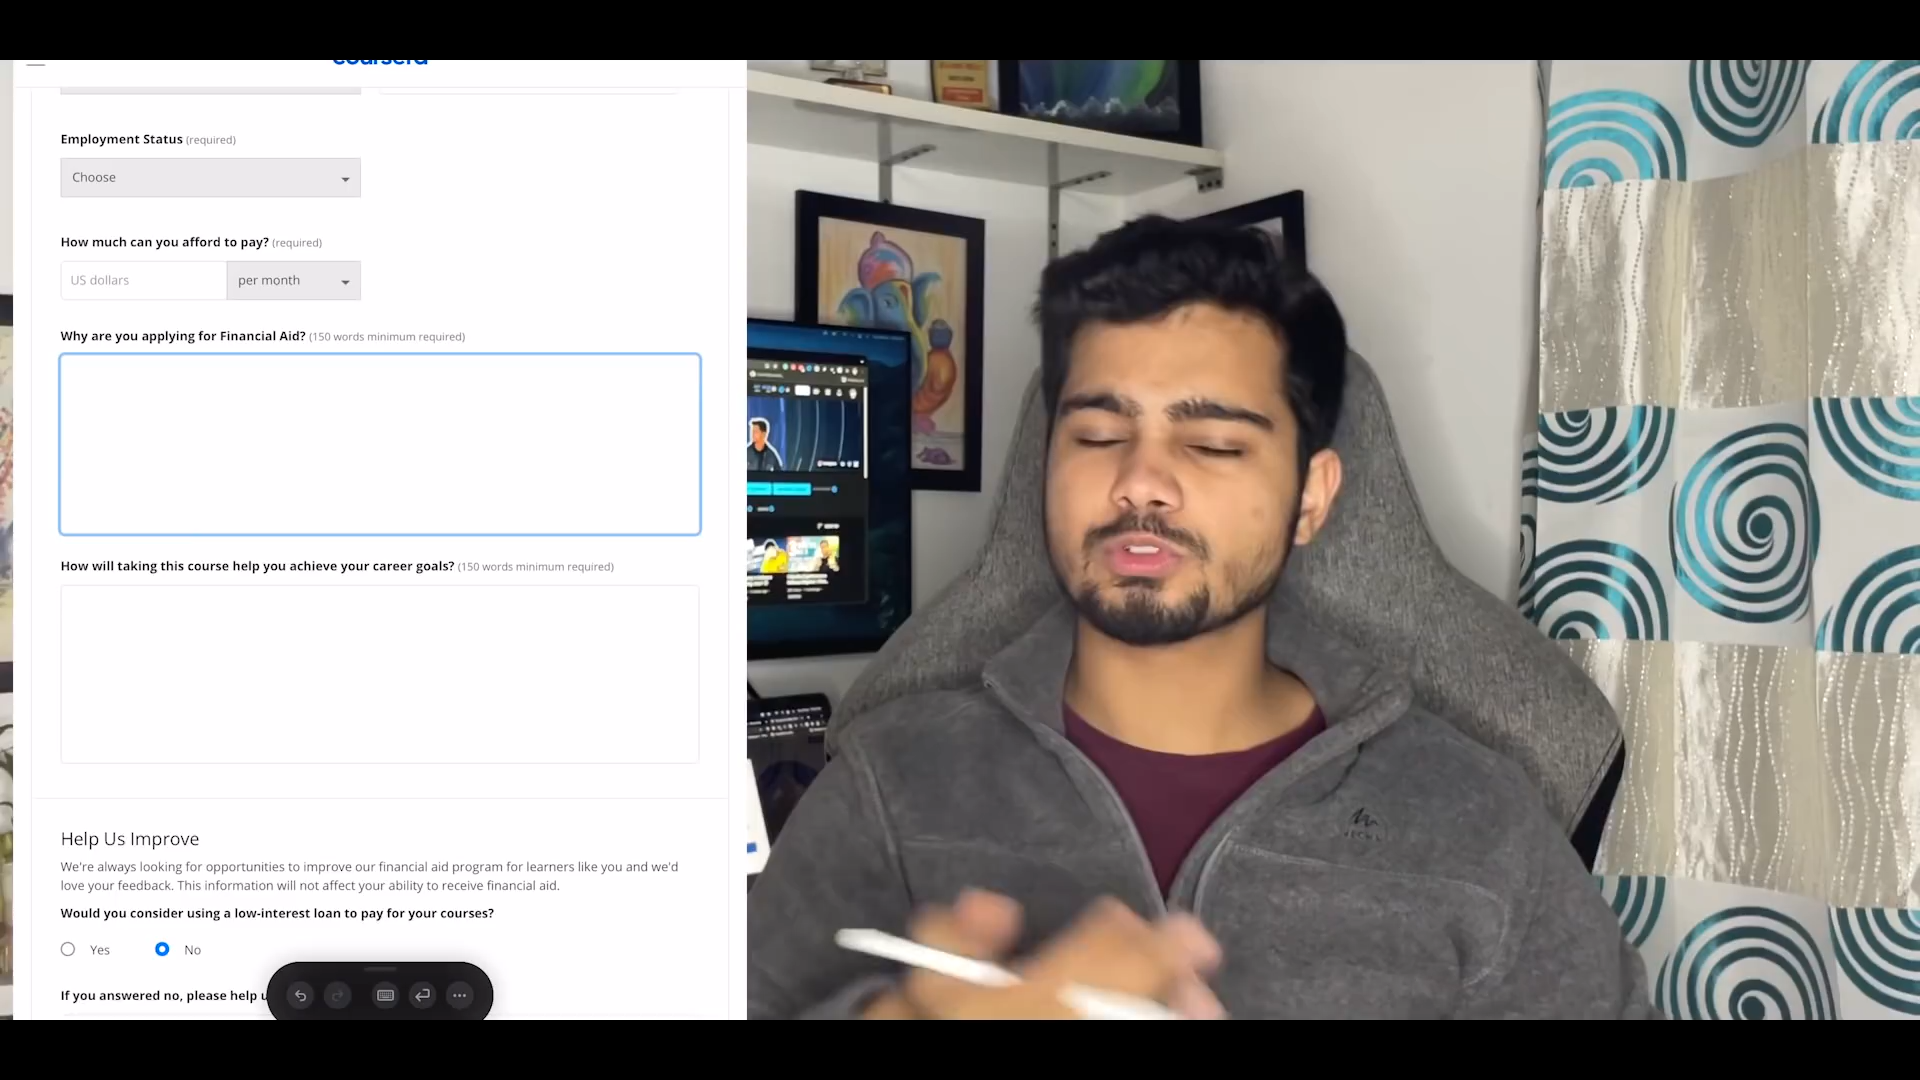 coursera
Employment Status (required)
Choose
How much can you afford to pay? (required)
US dollars
per month
Why are you applying for Financial Aid? (150 words minimum required)
How will taking this course help you achieve your career goals? (150 words minimum required)
Help Us Improve
We're always looking for opportunities to improve our financial aid program for learners like you and we'd
love your feedback. This information will not affect your ability to receive financial aid.
Would you consider using a low-interest loan to pay for your courses?
Yes
No
If you answered no, please help u